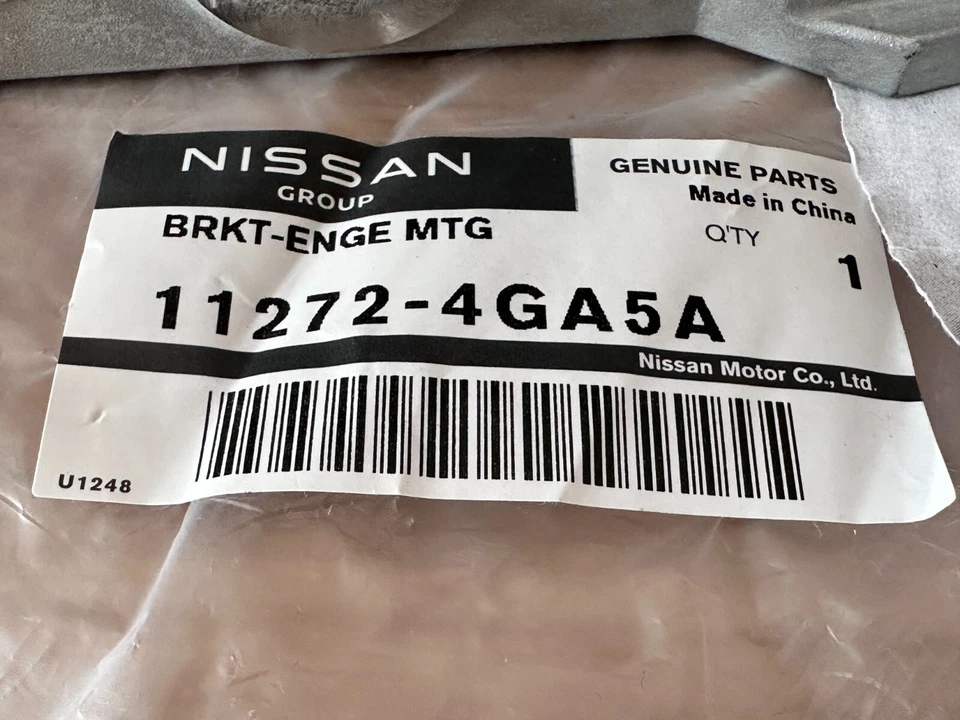 NISSAN
GROUP
GENUINE PARTS
Made in China
BRKT-ENGE MTG
Q'TY
1
11272-4GA5A
Nissan Motor Co., Ltd.
U1248